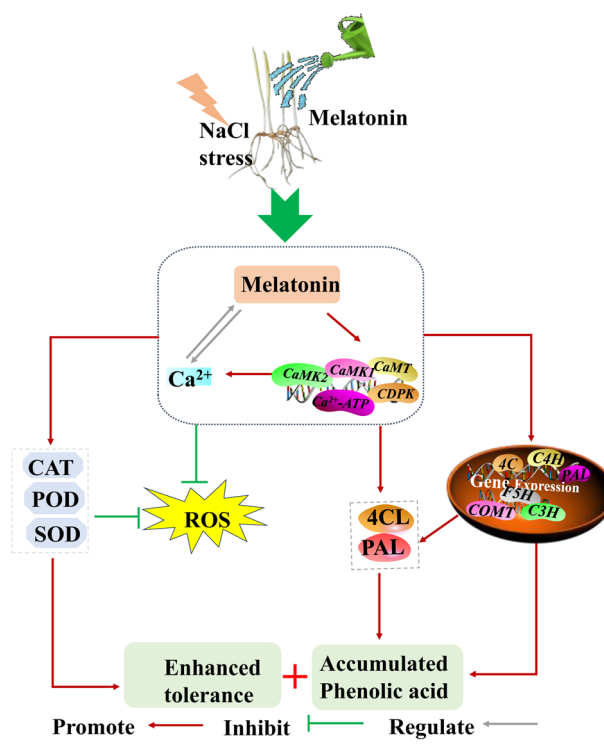 NaCl
stress
Melatonin
Melatonin
Ca²⁺
CaMK2
CaMK1
CaMT
Ca²⁺-ATP
CDPK
CAT
POD
SOD
ROS
4CL
PAL
4C
C4H
PAL
Gene Expression
F5H
COMT
C3H
Enhanced
tolerance
+
Accumulated
Phenolic acid
Promote
Inhibit
Regulate